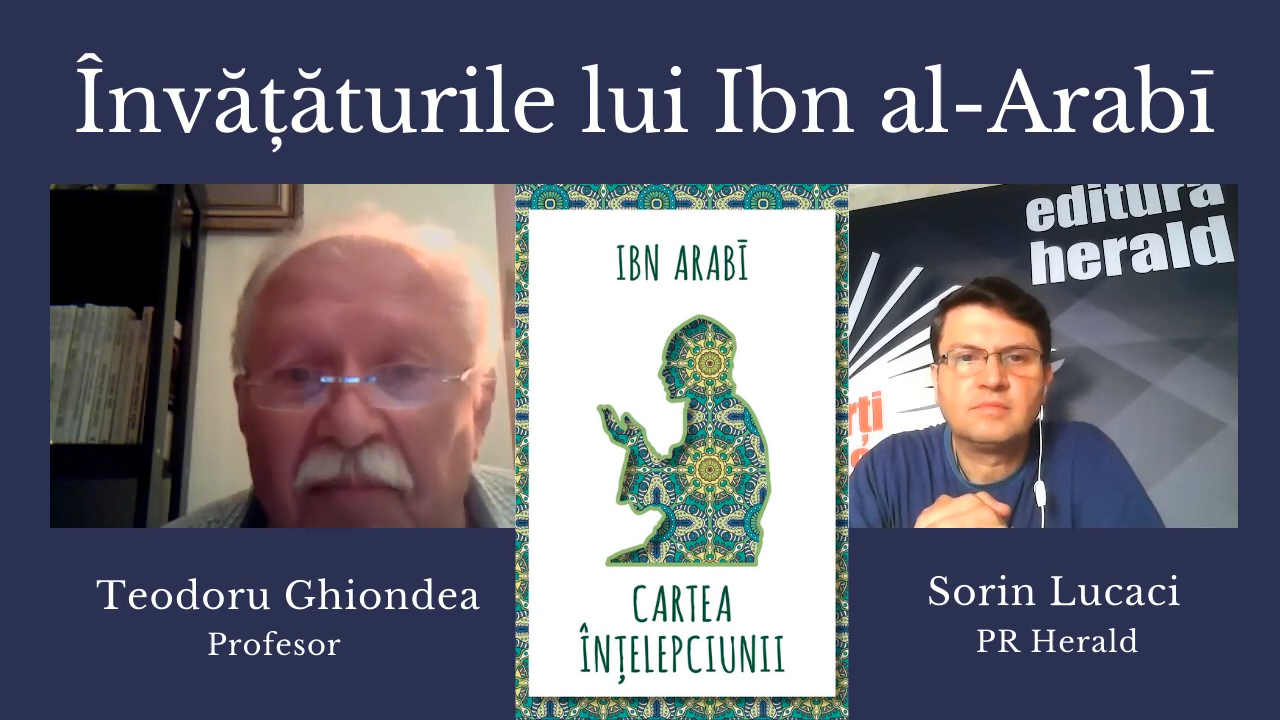 Învățăturile lui Ibn al-Arabī
editura
herald
IBN ARABĪ
CARTEA
ÎNȚELEPCIUNII
Teodoru Ghiondea
Profesor
Sorin Lucaci
PR Herald